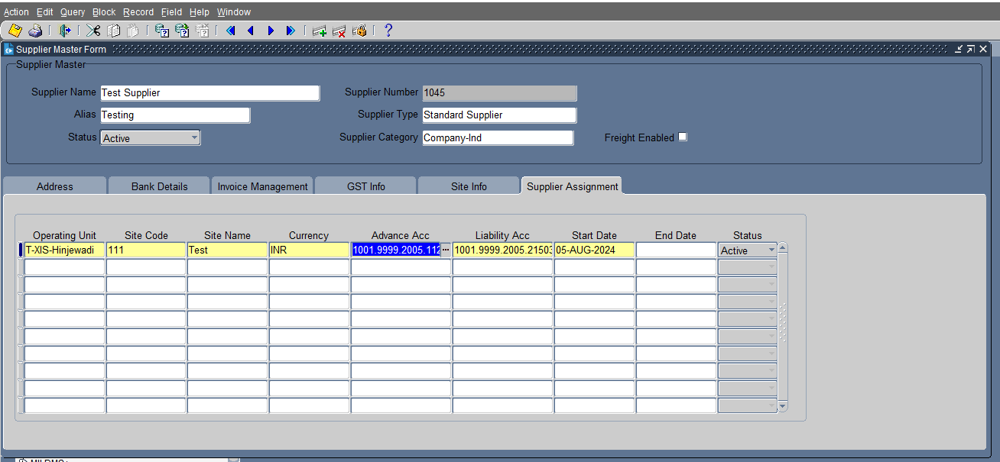 Action Edit Query Block Record Field Help Window
Supplier Master Form
Supplier Master
Supplier Name Test Supplier Supplier Number 1045
Alias Testing Supplier Type Standard Supplier
Status Active Supplier Category Company-Ind Freight Enabled
Address Bank Details Invoice Management GST Info Site Info Supplier Assignment
Operating Unit Site Code Site Name Currency Advance Acc Liability Acc Start Date End Date Status
T-XIS-Hinjewadi 111 Test INR 1001.9999.2005.112 ... 1001.9999.2005.21503 05-AUG-2024 Active